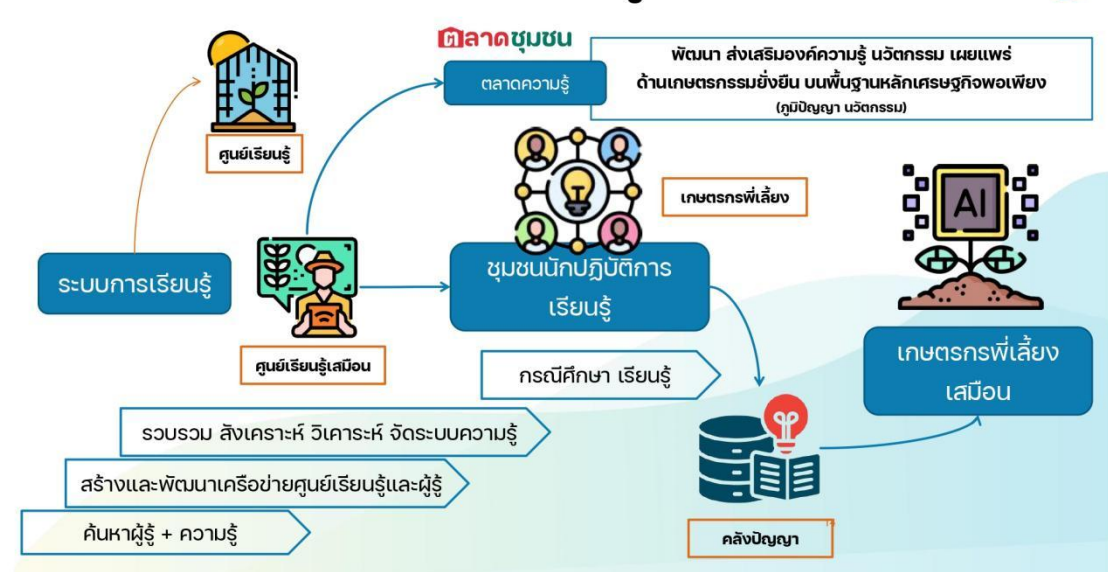 ตลาดชุมชน
ตลาดความรู้
พัฒนา ส่งเสริมองค์ความรู้ นวัตกรรม เผยแพร่
ด้านเกษตรกรรมยั่งยืน บนพื้นฐานหลักเศรษฐกิจพอเพียง
(ภูมิปัญญา นวัตกรรม)
ศูนย์เรียนรู้
เกษตรกรพี่เลี้ยง
AI
ระบบการเรียนรู้
ชุมชนนักปฏิบัติการ
เรียนรู้
ศูนย์เรียนรู้เสมือน
เกษตรกรพี่เลี้ยง
เสมือน
กรณีศึกษา เรียนรู้
รวบรวม สังเคราะห์ วิเคาระห์ จัดระบบความรู้
สร้างและพัฒนาเครือข่ายศูนย์เรียนรู้และผู้รู้
ค้นหาผู้รู้ + ความรู้
คลังปัญญา